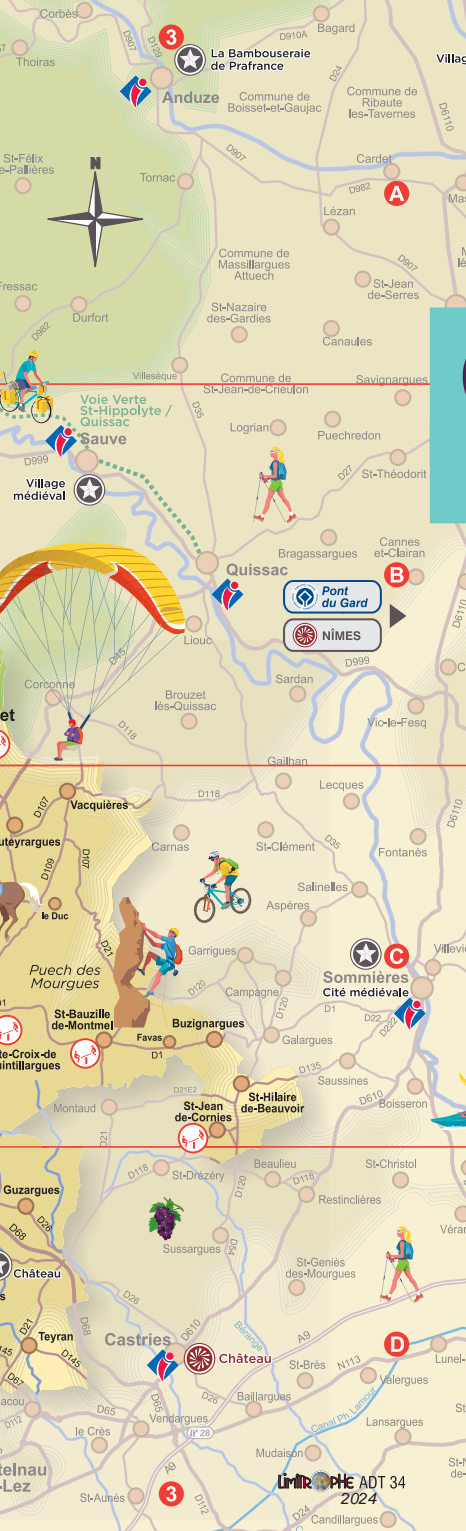 Corbès
D907
D129
3
La Bambouseraie
de Prafrance
D910A
Bagard
Thoiras
Anduze
Commune de
Boisset-et-Gaujac
D24
Commune de
Ribaute
les-Tavernes
D6110
St-Félix
D907
Cardet
D982
A
N
Tornac
Lézan
Commune de
Massillargues
Attuech
D907
St-Jean
de-Serres
Durfort
D982
St-Nazaire
des-Gardies
Canaules
Villesèque
Commune de
St-Jean-de-Crieulon
Savignargues
Voie Verte
St-Hippolyte /
Quissac
D35
Logrian
Puechredon
Sauve
D999
D27
St-Théodorit
Village
médiéval
Bragassargues
Cannes
et-Clairan
B
Quissac
Pont
du Gard
NÎMES
D6110
Liouc
D999
D45
Corconne
Sardan
Brouzet
lès-Quissac
Vic-le-Fesq
D118
Gailhan
D107
Vacquières
D118
Lecques
D6110
D109
D107
Carnas
St-Clément
D35
Fontanès
le Duc
Salinelles
Aspères
D21
Garrigues
C
Puech des
Mourgues
D120
Campagne
Sommières
Cité médiévale
St-Bauzille
de-Montmel
Buzignargues
Favas
D1
D120
D1
D22
D222
Galargues
D135
Saussines
D610
Boisseron
D21E2
St-Hilaire
de-Beauvoir
Montaud
St-Jean
de-Cornies
D21
D118
St-Drézéry
Beaulieu
D120
Restinclières
St-Christol
Guzargues
D26
D68
Sussargues
D54
Château
St-Geniès
des-Mourgues
D26
D68
D21
Teyran
D145
D67
Castries
D610
Château
Bérange
A9
D
St-Brès
N113
Valergues
D112
D65
D26
Baillargues
Canal Ph. Lamour
le Crès
Vendargues
28
Lansargues
D65
A9
Mudaison
St-Aunès
3
D112
LIMITROPHE ADT 34
2024
D24
Candillargues